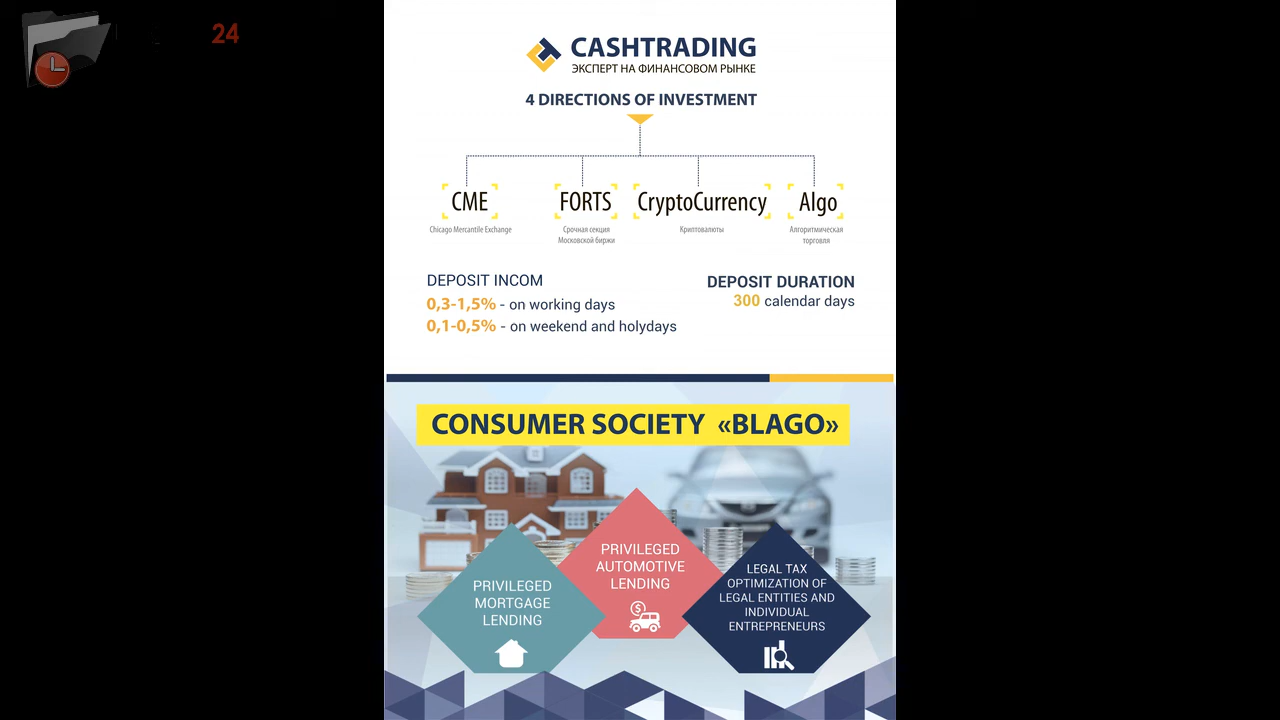 24
CASHTRADING
ЭКСПЕРТ НА ФИНАНСОВОМ РЫНКЕ
4 DIRECTIONS OF INVESTMENT
CME
Chicago Mercantile Exchange
FORTS
Срочная секция
Московской биржи
CryptoCurrency
Криптовалюты
Algo
Алгоритмическая
торговля
DEPOSIT INCOM
0,3-1,5% - on working days
0,1-0,5% - on weekend and holydays
DEPOSIT DURATION
300 calendar days
CONSUMER SOCIETY «BLAGO»
PRIVILEGED
MORTGAGE
LENDING
PRIVILEGED
AUTOMOTIVE
LENDING
$
LEGAL TAX
OPTIMIZATION OF
LEGAL ENTITIES AND
INDIVIDUAL
ENTREPRENEURS